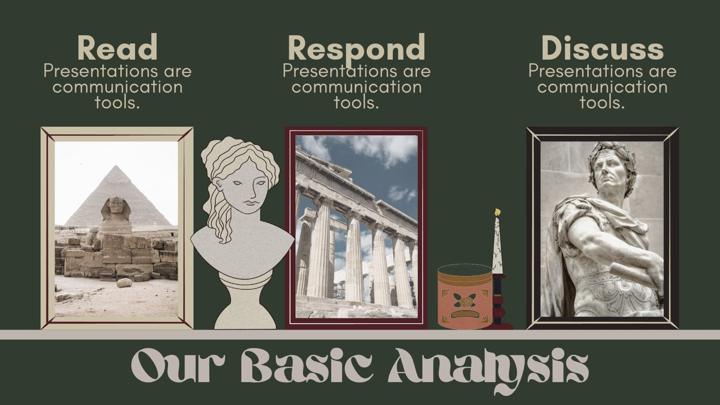 Read
Presentations are
communication
tools.
Respond
Presentations are
communication
tools.
Discuss
Presentations are
communication
tools.
Our Basic Analysis